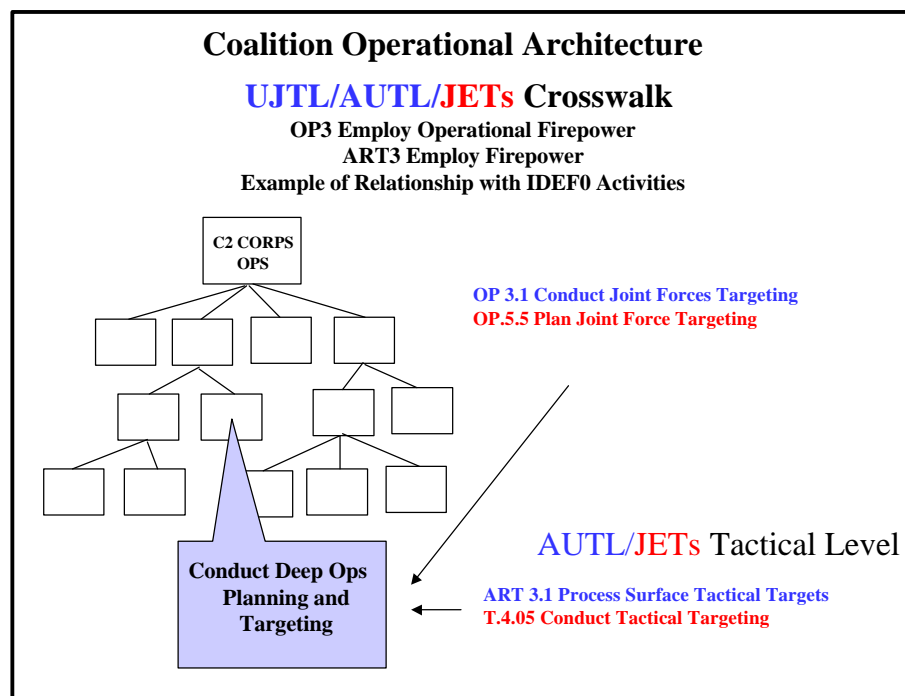 Coalition Operational Architecture
UJTL/AUTL/JETs Crosswalk
OP3 Employ Operational Firepower
ART3 Employ Firepower
Example of Relationship with IDEF0 Activities
C2 CORPS
OPS
OP 3.1 Conduct Joint Forces Targeting
OP.5.5 Plan Joint Force Targeting
Conduct Deep Ops
Planning and
Targeting
AUTL/JETs Tactical Level
ART 3.1 Process Surface Tactical Targets
T.4.05 Conduct Tactical Targeting